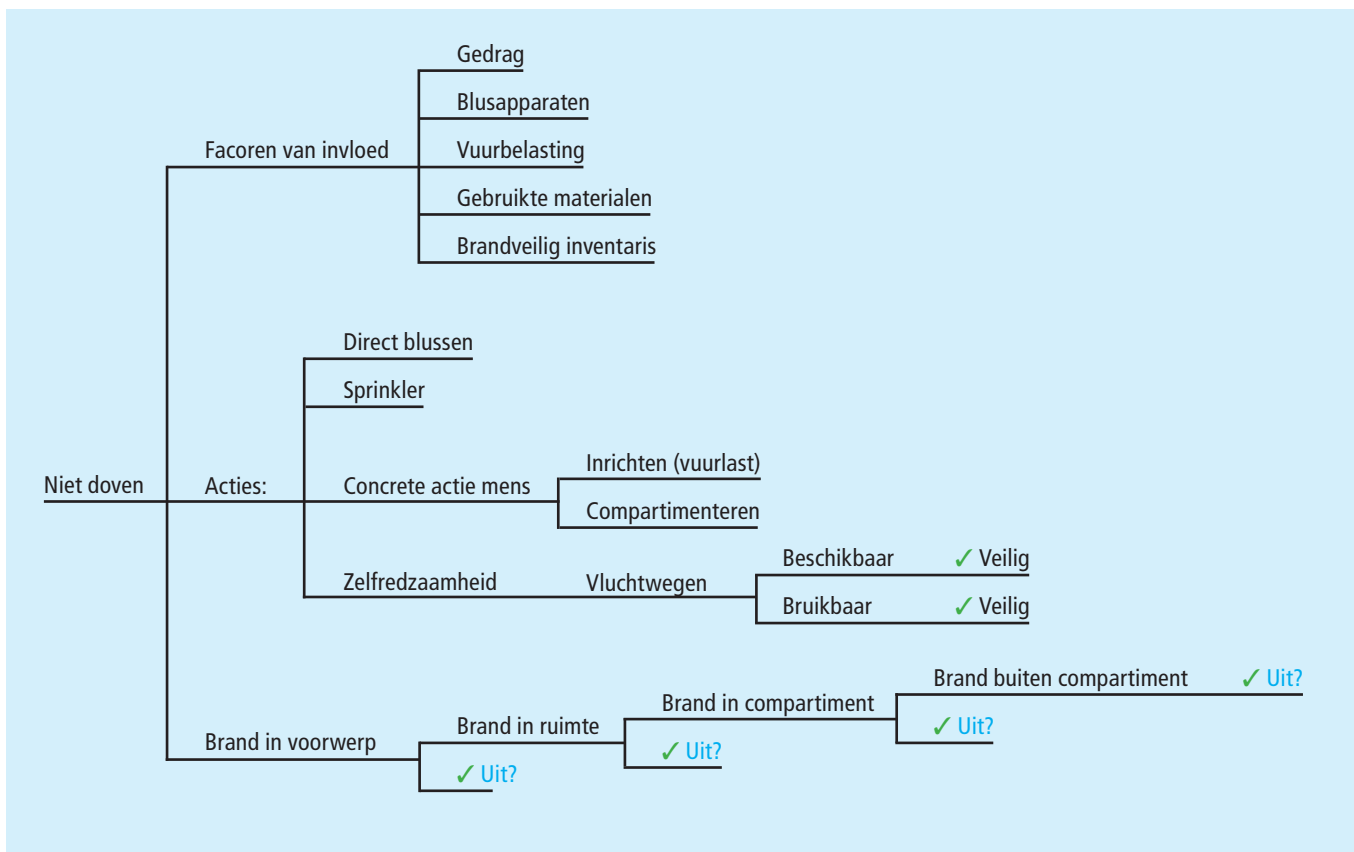 Gedrag
Blusapparaten
Facoren van invloed
Vuurbelasting
Gebruikte materialen
Brandveilig inventaris
Direct blussen
Sprinkler
Niet doven
Acties:
Concrete actie mens
Inrichten (vuurlast)
Compartimenteren
Zelfredzaamheid
Vluchtwegen
Beschikbaar
✓ Veilig
Bruikbaar
✓ Veilig
Brand in voorwerp
Brand in ruimte
Brand in compartiment
Brand buiten compartiment
✓ Uit?
✓ Uit?
✓ Uit?
✓ Uit?